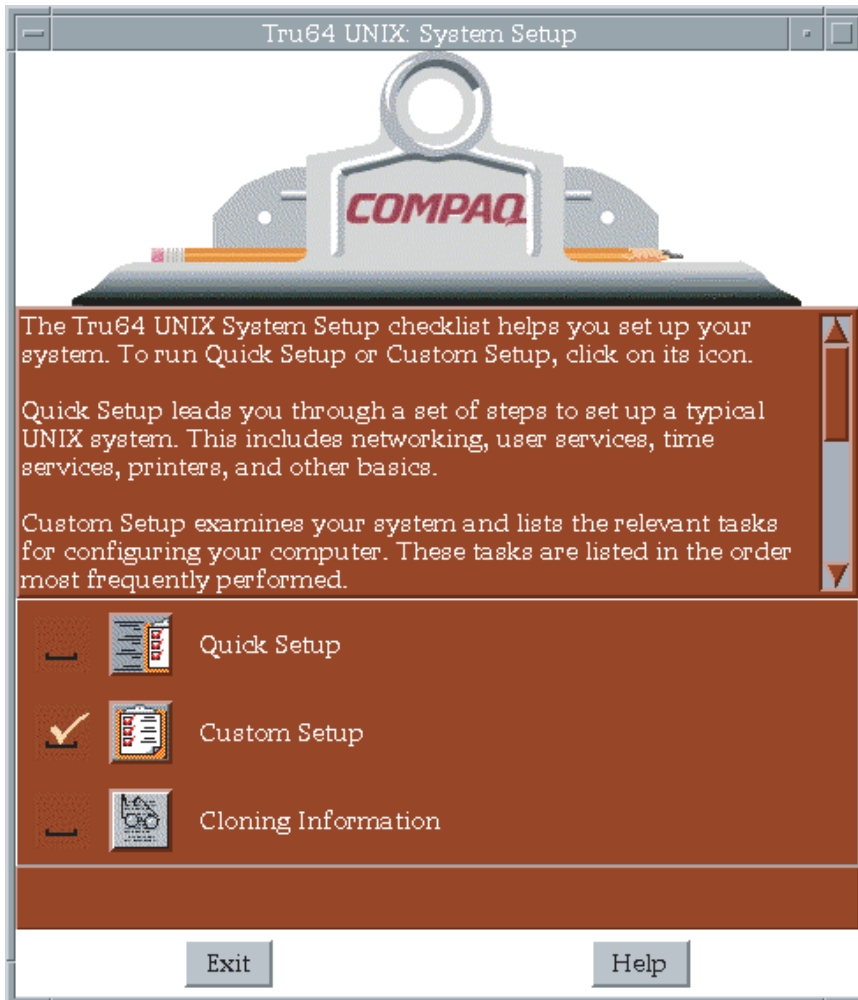 Tru64 UNIX: System Setup
COMPAQ
The Tru64 UNIX System Setup checklist helps you set up your
system. To run Quick Setup or Custom Setup, click on its icon.
Quick Setup leads you through a set of steps to set up a typical
UNIX system. This includes networking, user services, time
services, printers, and other basics.
Custom Setup examines your system and lists the relevant tasks
for configuring your computer. These tasks are listed in the order
most frequently performed.
Quick Setup
Custom Setup
Cloning Information
Exit
Help